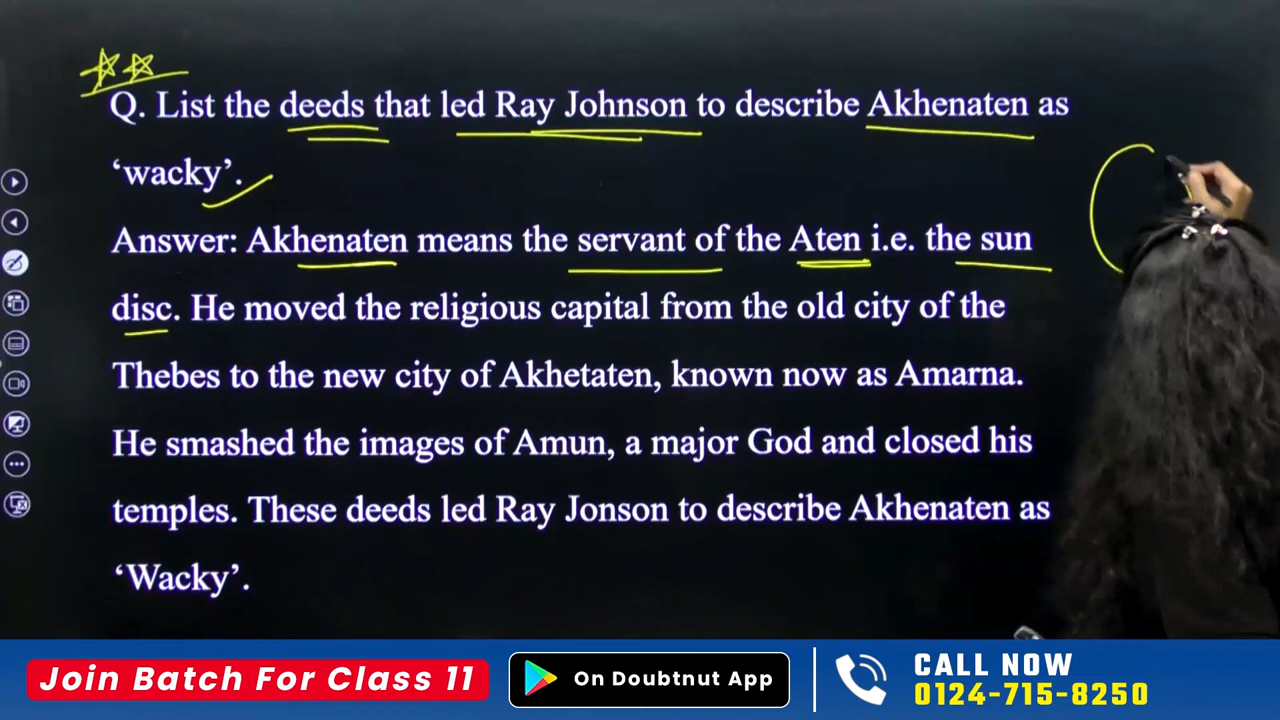 Q. List the deeds that led Ray Johnson to describe Akhenaten as
‘wacky’.
Answer: Akhenaten means the servant of the Aten i.e. the sun
disc. He moved the religious capital from the old city of the
Thebes to the new city of Akhetaten, known now as Amarna.
He smashed the images of Amun, a major God and closed his
temples. These deeds led Ray Jonson to describe Akhenaten as
‘Wacky’.
Join Batch For Class 11
On Doubtnut App
CALL NOW
0124-715-8250